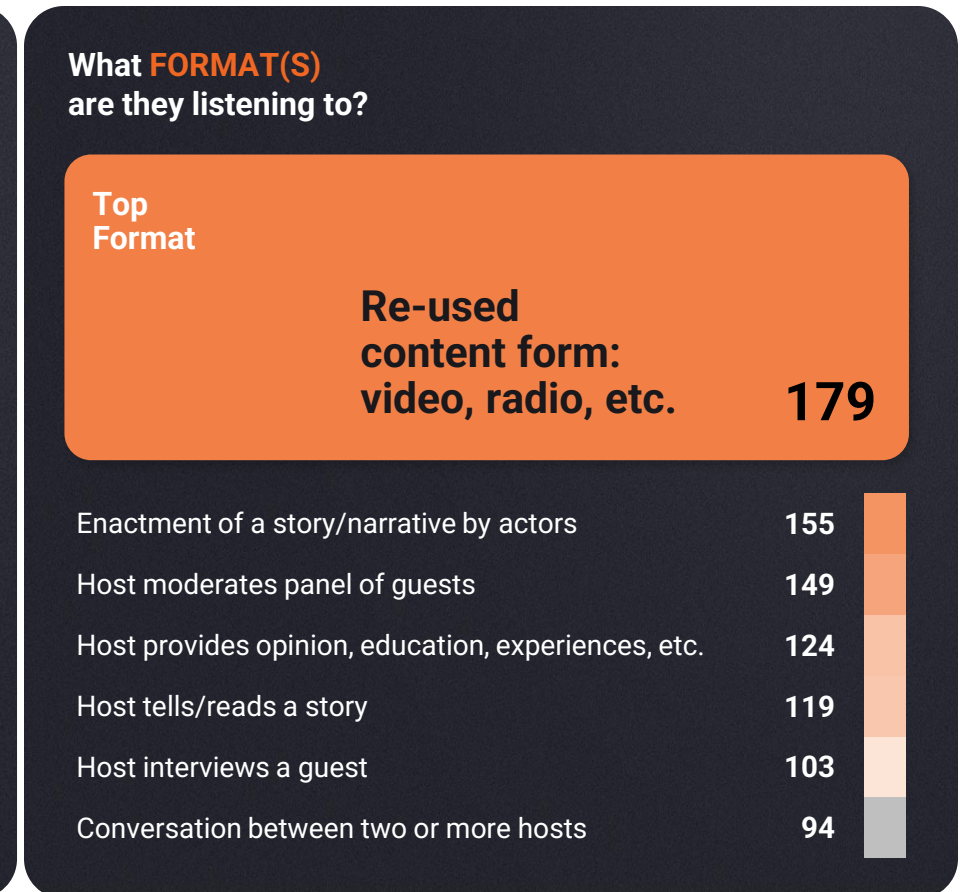 What FORMAT(S)
are they listening to?
Top
Format
Re-used
content form:
video, radio, etc. 179
Enactment of a story/narrative by actors 155
Host moderates panel of guests 149
Host provides opinion, education, experiences, etc. 124
Host tells/reads a story 119
Host interviews a guest 103
Conversation between two or more hosts 94